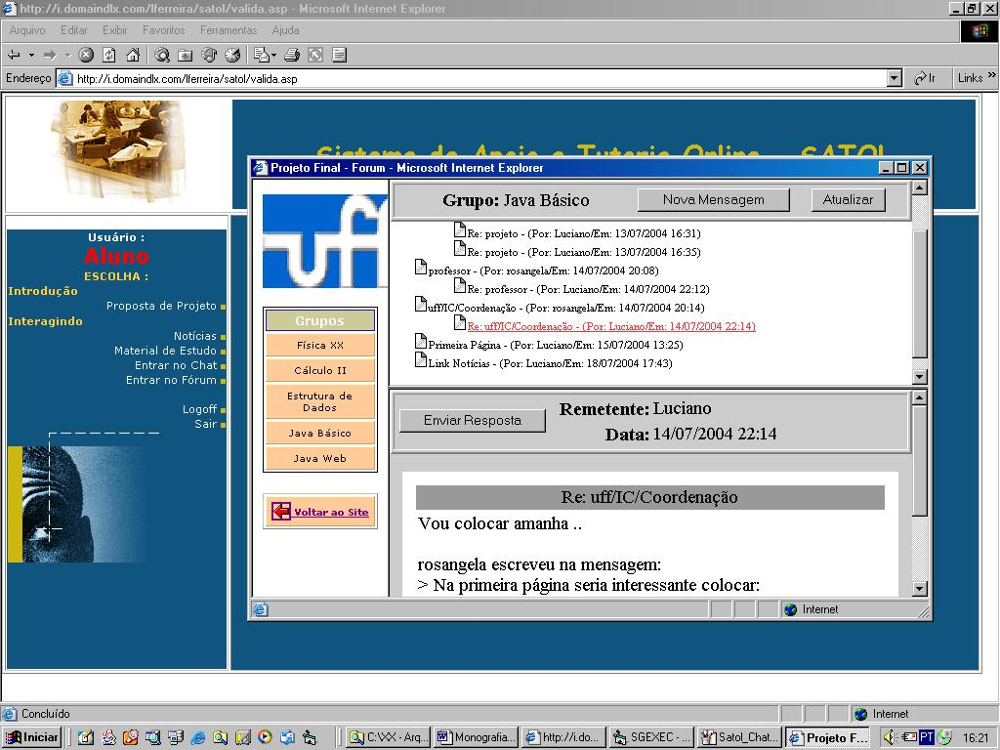 http://i.domaindlx.com/lferreira/satol/valida.asp - Microsoft Internet Explorer
Arquivo Editar Exibir Favoritos Ferramentas Ajuda
Endereço http://i.domaindlx.com/lferreira/satol/valida.asp Ir Links »
Sistema de Apoio a Tutoria Online - SATOL
Usuário :
Aluno
ESCOLHA :
Introdução
Proposta de Projeto
Interagindo
Notícias
Material de Estudo
Entrar no Chat
Entrar no Fórum
Logoff
Sair
Projeto Final - Forum - Microsoft Internet Explorer
uff
Grupos
Física XX
Cálculo II
Estrutura de
Dados
Java Básico
Java Web
Voltar ao Site
Grupo: Java Básico Nova Mensagem Atualizar
Re: projeto - (Por: Luciano/Em: 13/07/2004 16:31)
Re: projeto - (Por: Luciano/Em: 13/07/2004 16:35)
professor - (Por: rosangela/Em: 14/07/2004 20:08)
Re: professor - (Por: Luciano/Em: 14/07/2004 22:12)
uff/IC/Coordenação - (Por: rosangela/Em: 14/07/2004 20:14)
Re: uff/IC/Coordenação - (Por: Luciano/Em: 14/07/2004 22:14)
Primeira Página - (Por: Luciano/Em: 15/07/2004 13:25)
Link Notícias - (Por: Luciano/Em: 18/07/2004 17:43)
Enviar Resposta Remetente: Luciano
Data: 14/07/2004 22:14
Re: uff/IC/Coordenação
Vou colocar amanha ..
rosangela escreveu na mensagem:
> Na primeira página seria interessante colocar:
Internet
Concluído Internet
Iniciar C:\XX - Arq... Monografia... http://i.do... SGEXEC - ... Satol_Chat... Projeto F... PT 16:21